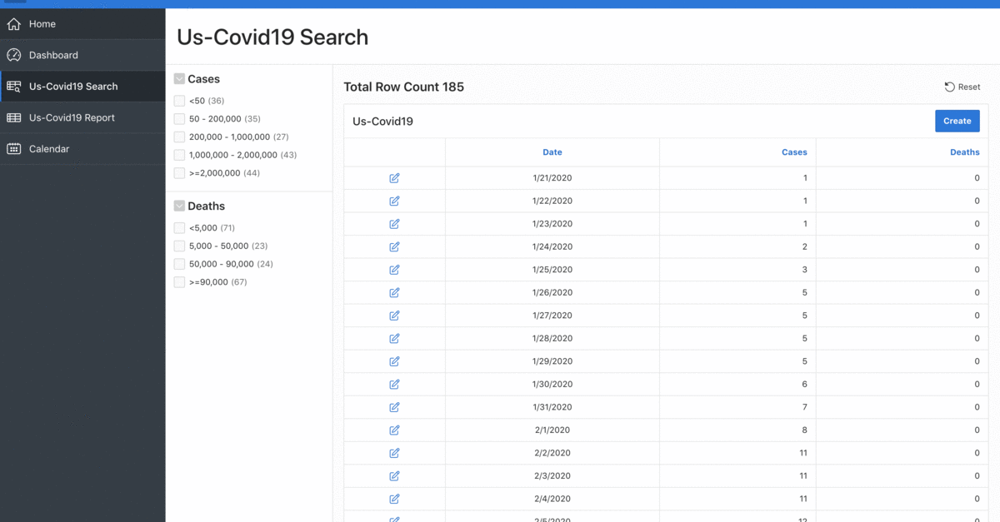 Home
Dashboard
Us-Covid19 Search
Us-Covid19 Report
Calendar
Us-Covid19 Search
Cases
<50 (36)
50 - 200,000 (35)
200,000 - 1,000,000 (27)
1,000,000 - 2,000,000 (43)
>=2,000,000 (44)
Deaths
<5,000 (71)
5,000 - 50,000 (23)
50,000 - 90,000 (24)
>=90,000 (67)
Total Row Count 185
Reset
Us-Covid19
Create
Date Cases Deaths
1/21/2020 1 0
1/22/2020 1 0
1/23/2020 1 0
1/24/2020 2 0
1/25/2020 3 0
1/26/2020 5 0
1/27/2020 5 0
1/28/2020 5 0
1/29/2020 5 0
1/30/2020 6 0
1/31/2020 7 0
2/1/2020 8 0
2/2/2020 11 0
2/3/2020 11 0
2/4/2020 11 0
2/5/2020 12 0